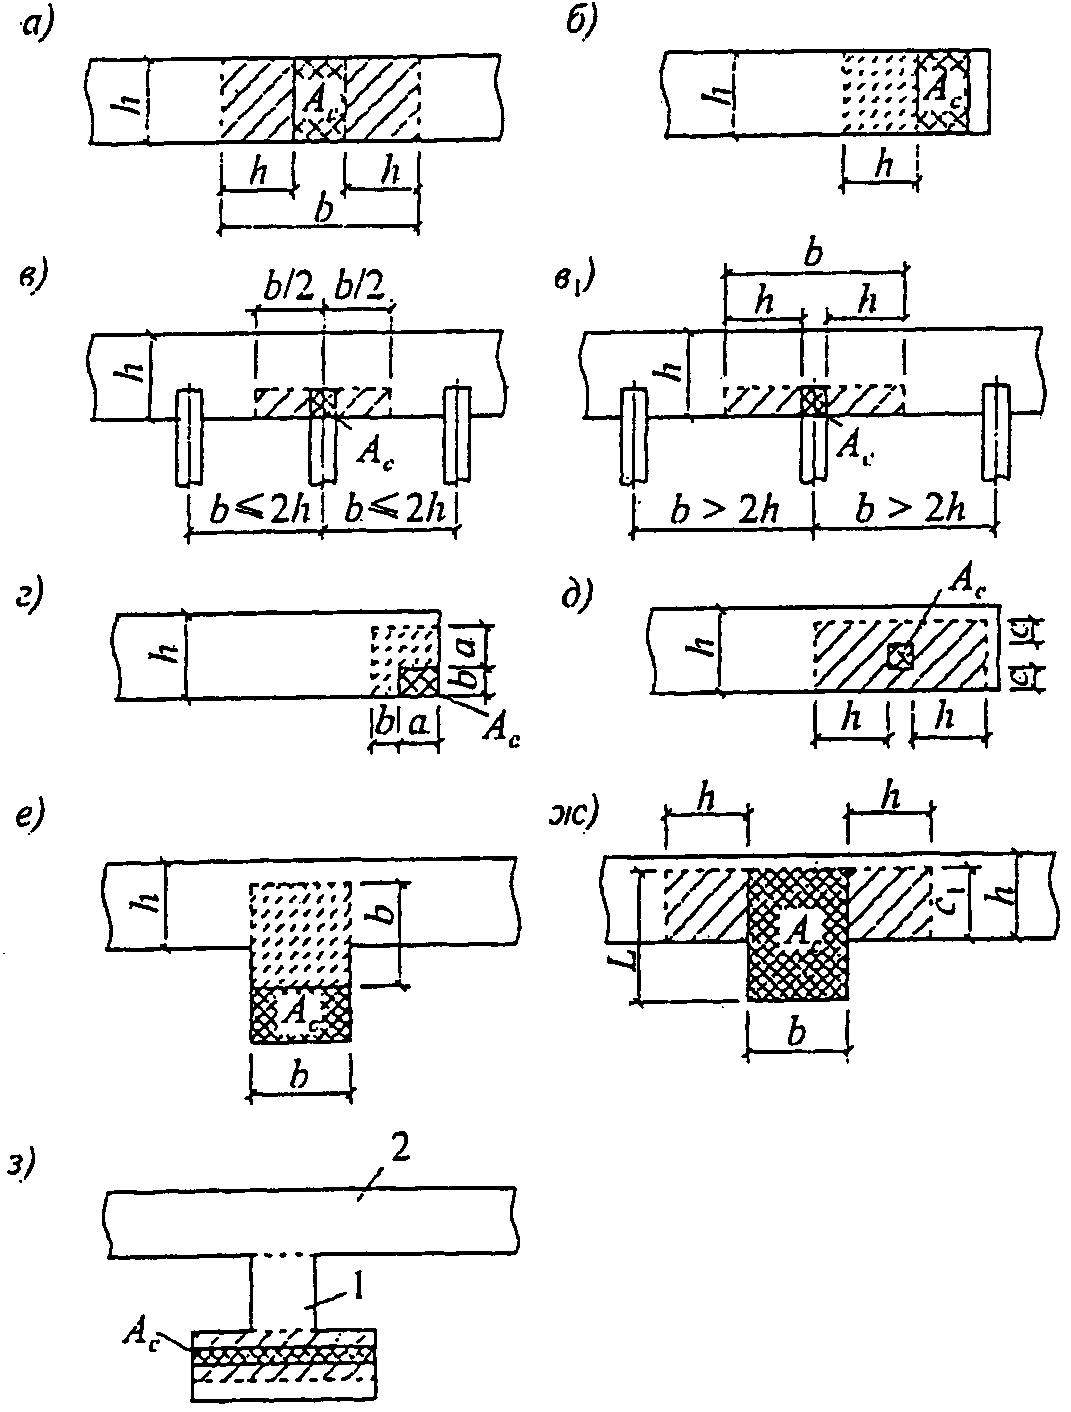 а) б)
h A_c h A_c
h h h
b
в) в₁)
b
b/2 b/2 h h
h h
A_c A_c
b ≤ 2h b ≤ 2h b > 2h b > 2h
г) д)
A_c
h a h c
b c
b a A_c h h
е) ж)
h h
h b c₁ h
L A_c
A_c
b b
з)
2
1
A_c